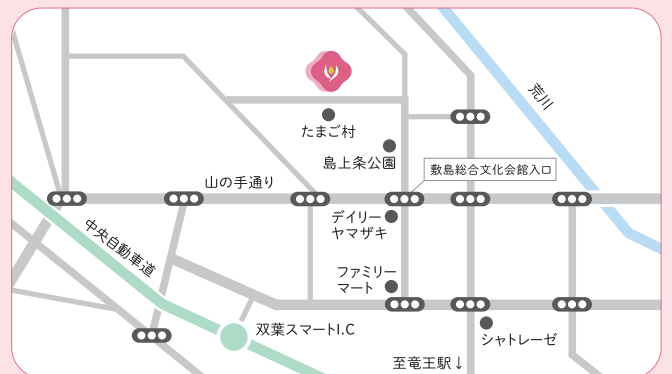 荒川
たまご村
島上条公園
敷島総合文化会館入口
山の手通り
デイリー
ヤマザキ
中央自動車道
ファミリー
マート
双葉スマートI.C
シャトレーゼ
至竜王駅↓